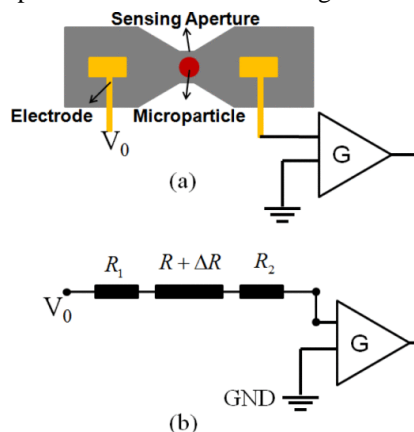 Sensing Aperture
Electrode
Microparticle
V0
G
(a)
R1
R + ΔR
R2
V0
G
GND
(b)